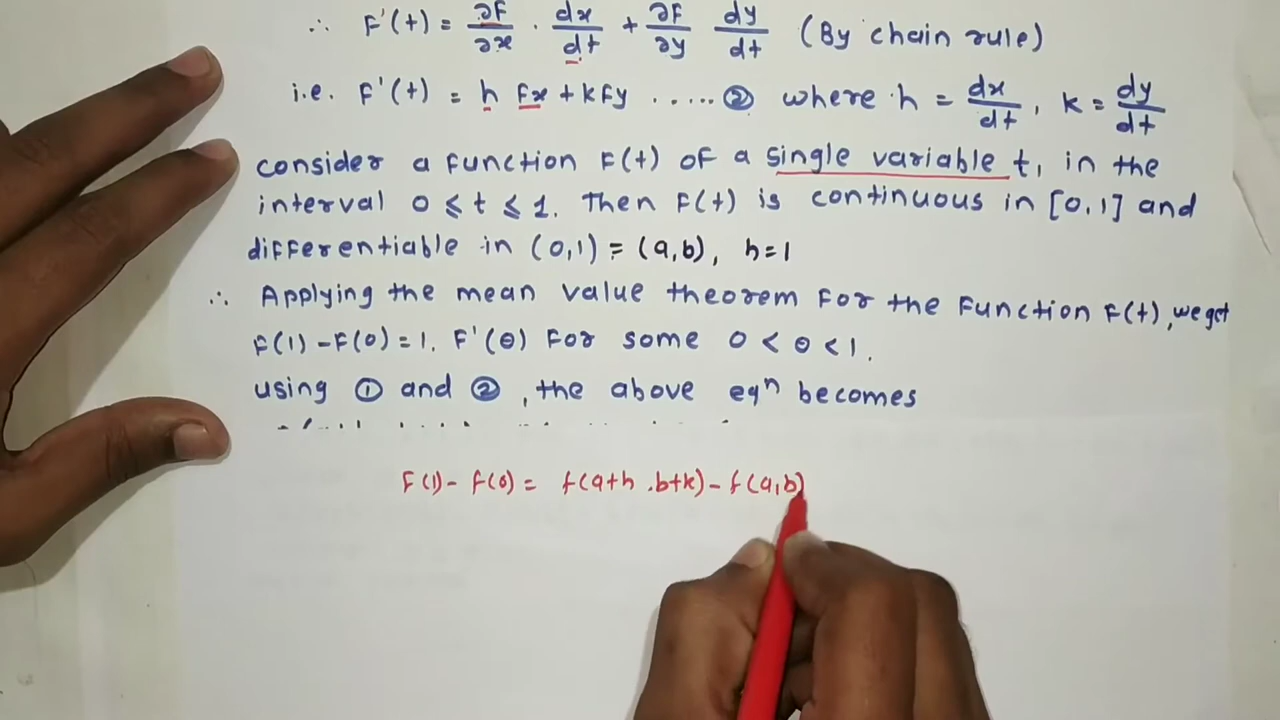 ∴ F'(t) = ∂F/∂x · dx/dt + ∂F/∂y dy/dt (By chain rule)
i.e. F'(t) = h Fx + k Fy ..... ② where h = dx/dt, k = dy/dt
consider a function F(t) of a single variable t, in the
interval 0 ≤ t ≤ 1. Then F(t) is continuous in [0,1] and
differentiable in (0,1) = (a,b), h=1
∴ Applying the mean value theorem for the function F(t), we get
F(1) - F(0) = 1. F'(θ) for some 0 < θ < 1.
using ① and ②, the above eqⁿ becomes
F(1) - F(0) = f(a+h .b+k) - f(a,b)